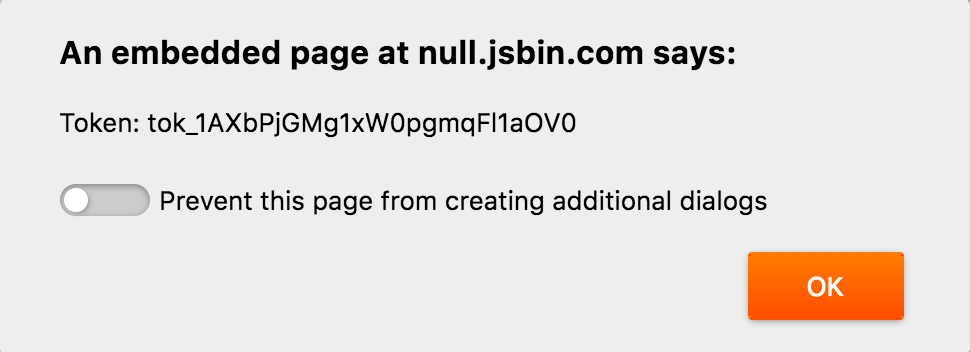 An embedded page at null.jsbin.com says:
Token: tok_1AXbPjGMg1xW0pgmqFl1aOV0
Prevent this page from creating additional dialogs
OK